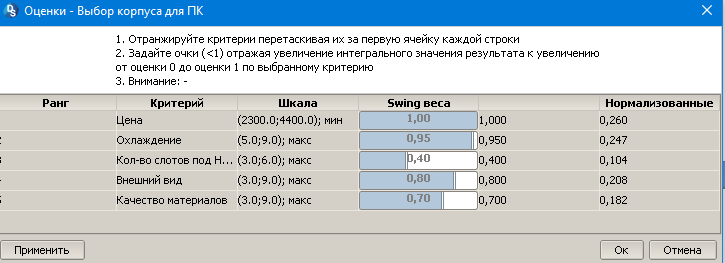 Оценки - Выбор корпуса для ПК
1. Отранжируйте критерии перетаскивая их за первую ячейку каждой строки
2. Задайте очки (<1) отражая увеличение интегрального значения результата к увеличению
от оценки 0 до оценки 1 по выбранному критерию
3. Внимание: -
Ранг Критерий Шкала Swing веса Нормализованные
Цена (2300.0;4400.0); мин 1,00 1,000 0,260
Охлаждение (5.0;9.0); макс 0,95 0,950 0,247
Кол-во слотов под Н... (3.0;6.0); макс 0,40 0,400 0,104
Внешний вид (3.0;9.0); макс 0,80 0,800 0,208
Качество материалов (3.0;9.0); макс 0,70 0,700 0,182
Применить Ок Отмена